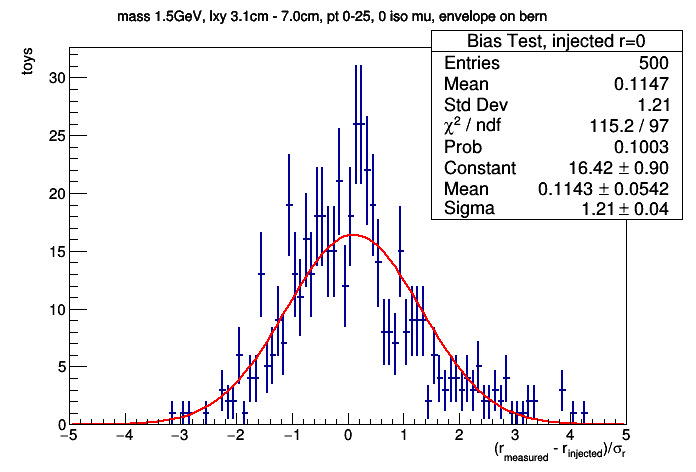 mass 1.5GeV, lxy 3.1cm - 7.0cm, pt 0-25, 0 iso mu, envelope on bern
toys
Bias Test, injected r=0
Entries 500
Mean 0.1147
Std Dev 1.21
χ² / ndf 115.2 / 97
Prob 0.1003
Constant 16.42 ± 0.90
Mean 0.1143 ± 0.0542
Sigma 1.21 ± 0.04
30
25
20
15
10
5
0
−5 −4 −3 −2 −1 0 1 2 3 4 5
(r_measured - r_injected)/σ_r